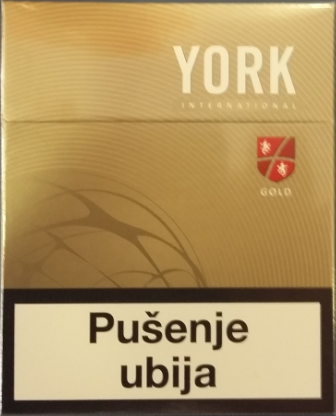 YORK
INTERNATIONAL
GOLD
Pušenje
ubija